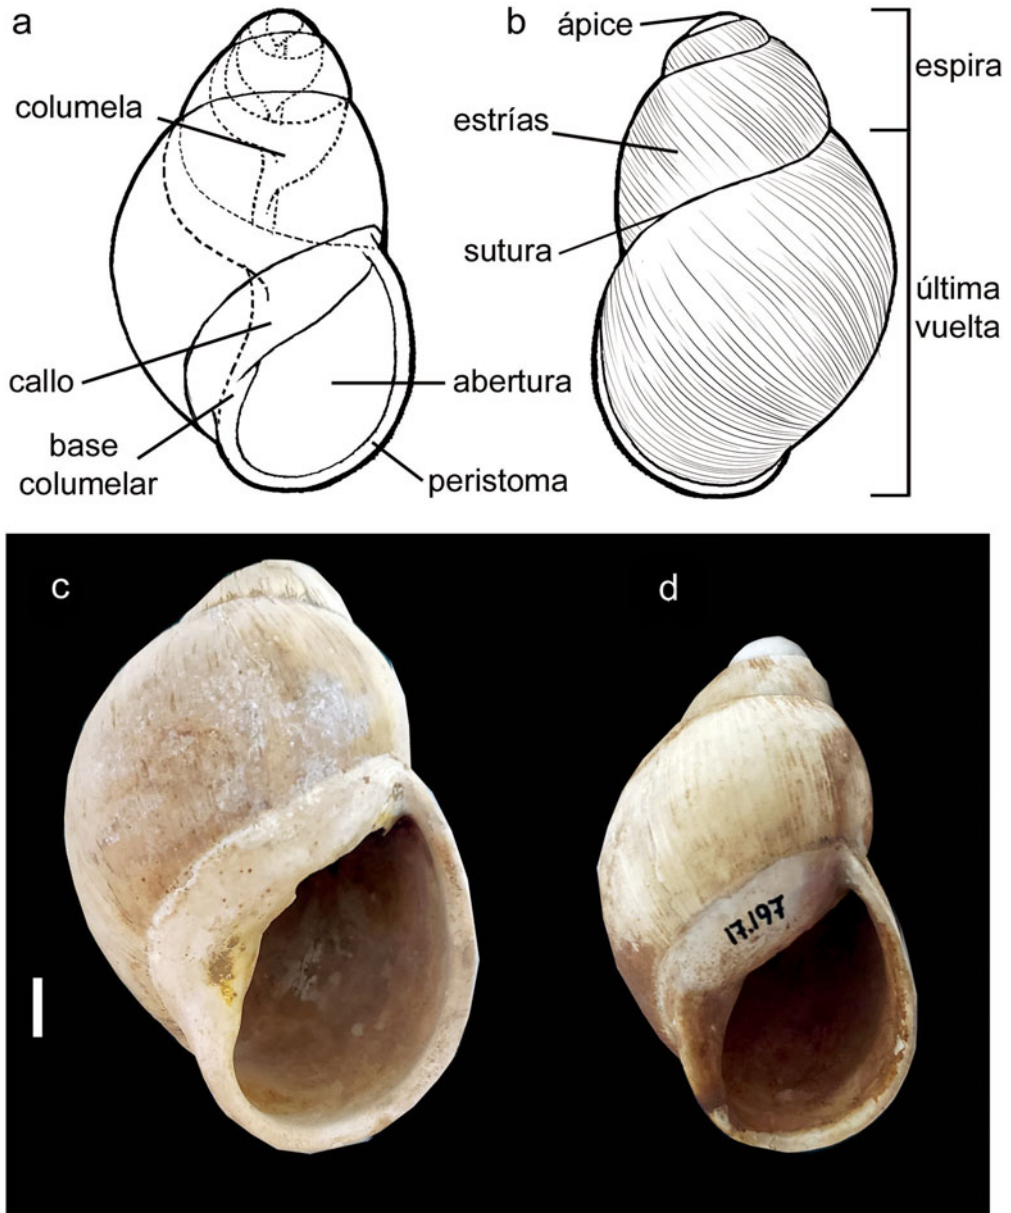 a
b
ápice
espira
columela
estrías
sutura
última
vuelta
callo
abertura
base
columelar
peristoma
c
d
17.197